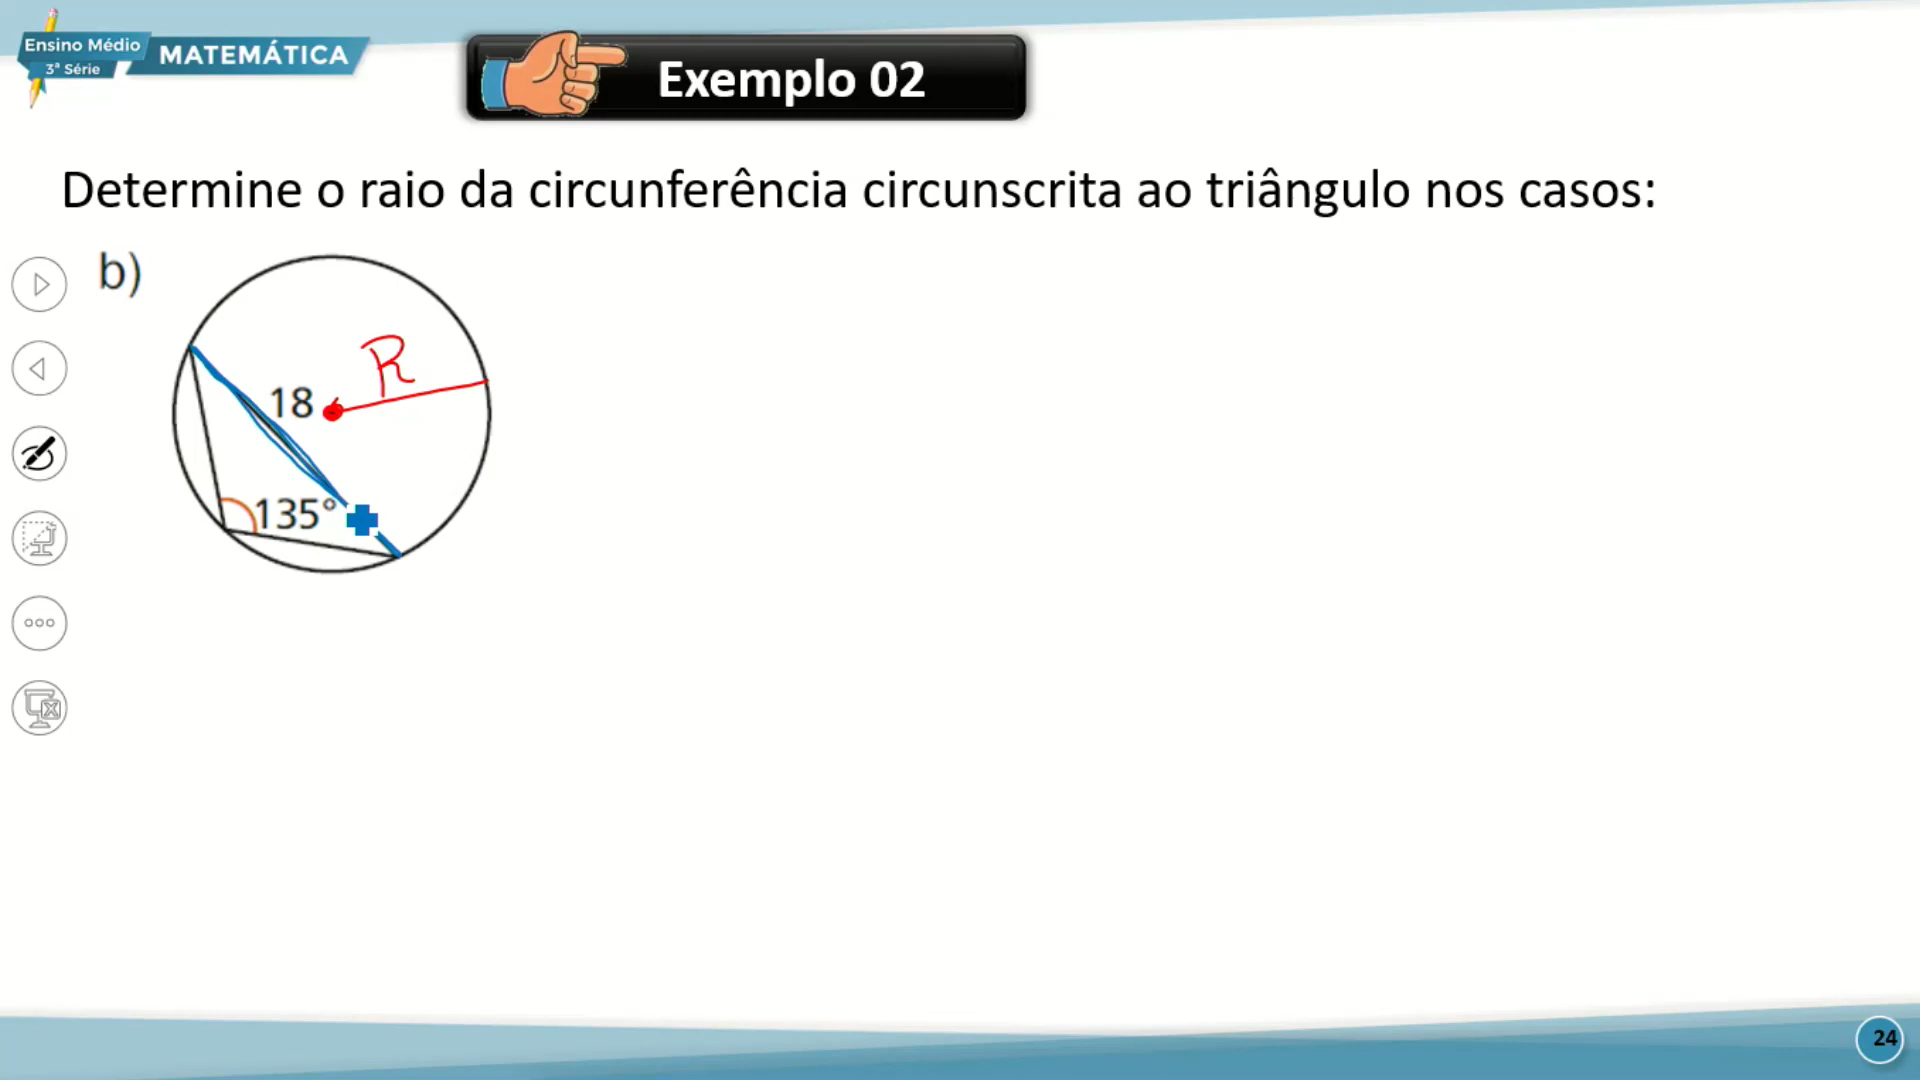 Ensino Médio
3ª Série
MATEMÁTICA
Exemplo 02
Determine o raio da circunferência circunscrita ao triângulo nos casos:
b)
R
18
135°
24